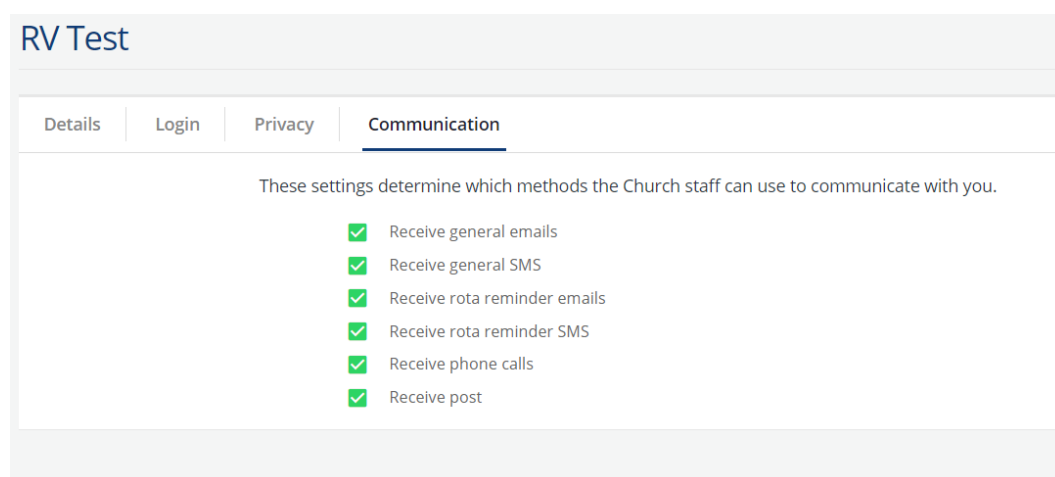 RV Test
Details Login Privacy Communication
These settings determine which methods the Church staff can use to communicate with you.
Receive general emails
Receive general SMS
Receive rota reminder emails
Receive rota reminder SMS
Receive phone calls
Receive post